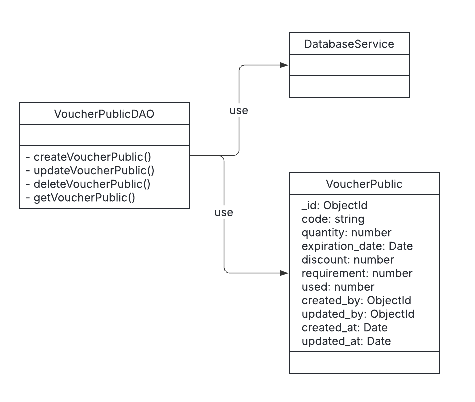 DatabaseService
VoucherPublicDAO
use
- createVoucherPublic()
- updateVoucherPublic()
- deleteVoucherPublic()
- getVoucherPublic()
use
VoucherPublic
_id: ObjectId
code: string
quantity: number
expiration_date: Date
discount: number
requirement: number
used: number
created_by: ObjectId
updated_by: ObjectId
created_at: Date
updated_at: Date